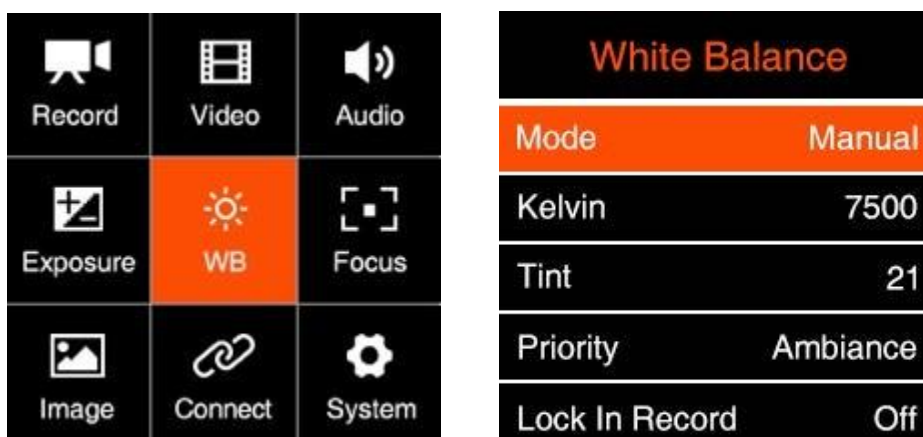 Record Video Audio
Exposure WB Focus
Image Connect System
White Balance
Mode Manual
Kelvin 7500
Tint 21
Priority Ambiance
Lock In Record Off